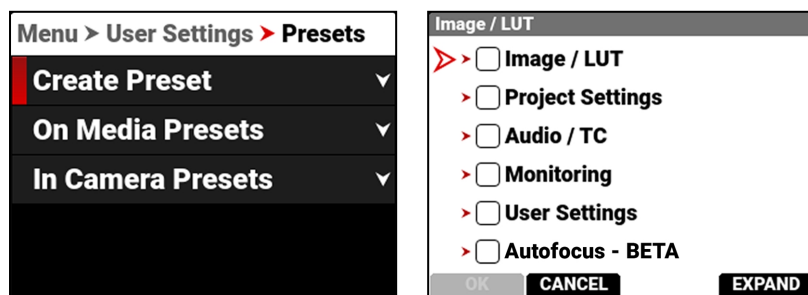 Menu > User Settings > Presets
Create Preset
On Media Presets
In Camera Presets
Image / LUT
Image / LUT
Project Settings
Audio / TC
Monitoring
User Settings
Autofocus - BETA
OK CANCEL EXPAND